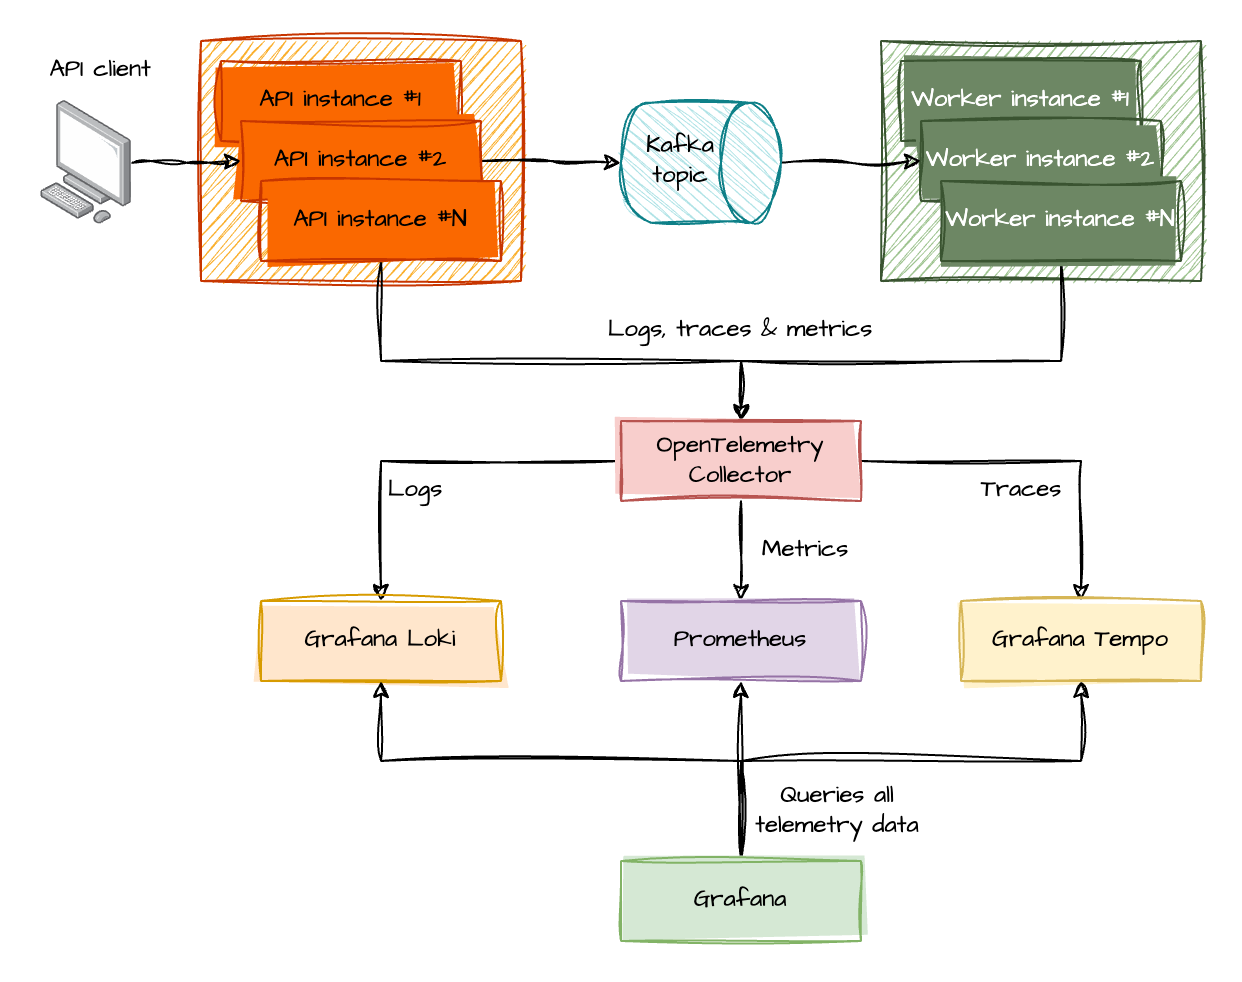 API client
API instance #1
API instance #2
API instance #N
Kafka
topic
Worker instance #1
Worker instance #2
Worker instance #N
Logs, traces & metrics
OpenTelemetry
Collector
Logs
Traces
Metrics
Grafana Loki
Prometheus
Grafana Tempo
Queries all
telemetry data
Grafana